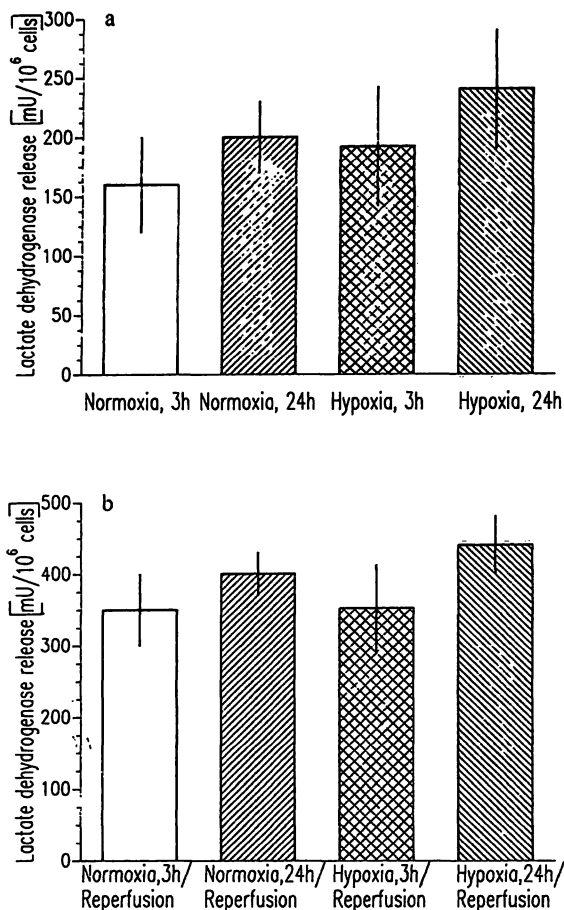 a
Lactate dehydrogenase release [mU/10⁶ cells]
300
250
200
150
100
50
0
Normoxia, 3h Normoxia, 24h Hypoxia, 3h Hypoxia, 24h
b
Lactate dehydrogenase release [mU/10⁶ cells]
500
400
300
200
100
0
Normoxia,3h/ Normoxia,24h/ Hypoxia,3h/ Hypoxia,24h/
Reperfusion Reperfusion Reperfusion Reperfusion